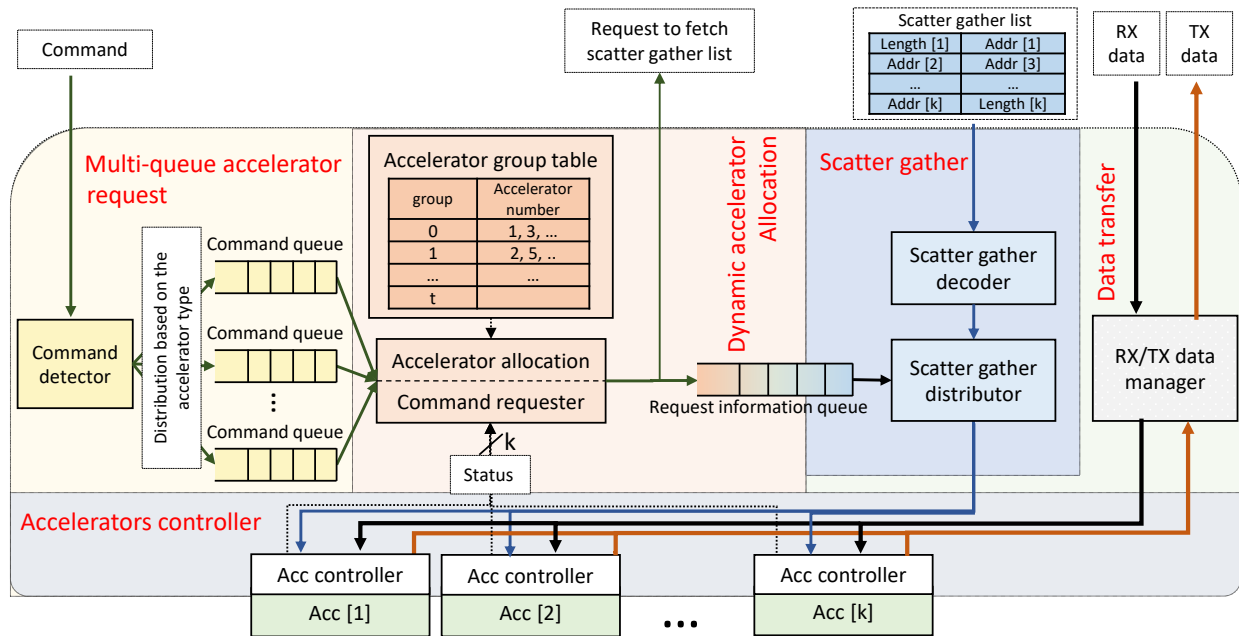 Command
Request to fetch
scatter gather list
Scatter gather list
Length [1] Addr [1]
Addr [2] Addr [3]
... ...
Addr [k] Length [k]
RX
data
TX
data
Multi-queue accelerator
request
Command
detector
Distribution based on the
accelerator type
Command queue
Command queue
...
Command queue
Accelerator group table
group Accelerator
number
0 1, 3, ...
1 2, 5, ..
... ...
t
Accelerator allocation
Command requester
k
Status
Dynamic accelerator
Allocation
Request information queue
Scatter gather
Scatter gather
decoder
Scatter gather
distributor
Data transfer
RX/TX data
manager
Accelerators controller
Acc controller
Acc [1]
Acc controller
Acc [2]
...
Acc controller
Acc [k]